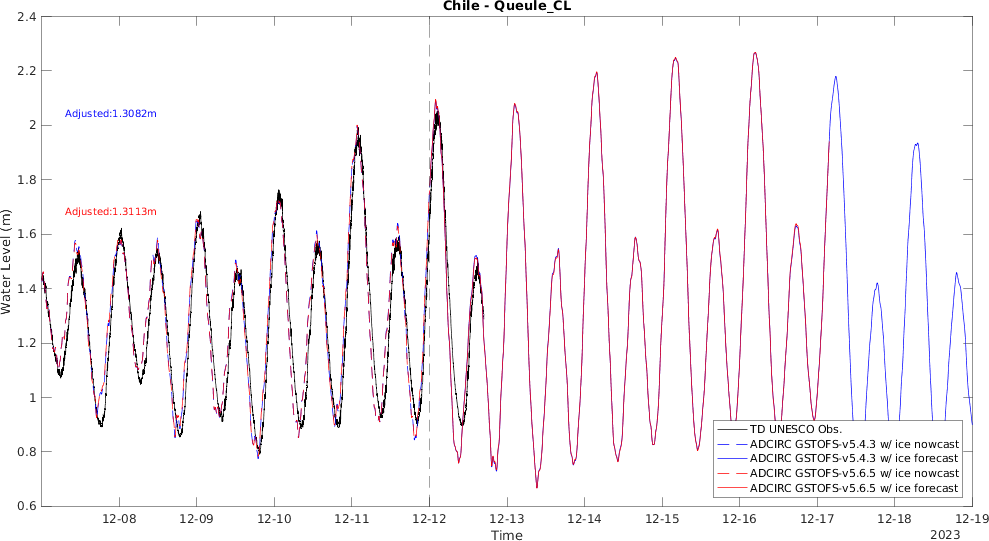 Chile - Queule_CL
2.4
2.2
2
1.8
1.6
1.4
1.2
1
0.8
0.6
Water Level (m)
Adjusted:1.3082m
Adjusted:1.3113m
TD UNESCO Obs.
ADCIRC GSTOFS-v5.4.3 w/ ice nowcast
ADCIRC GSTOFS-v5.4.3 w/ ice forecast
ADCIRC GSTOFS-v5.6.5 w/ ice nowcast
ADCIRC GSTOFS-v5.6.5 w/ ice forecast
12-08 12-09 12-10 12-11 12-12 12-13 12-14 12-15 12-16 12-17 12-18 12-19
Time
2023